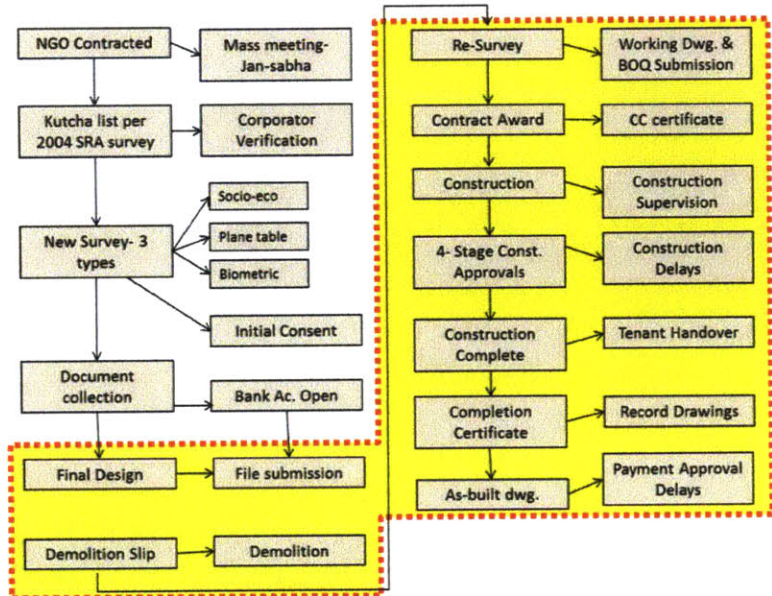 NGO Contracted
Mass meeting-
Jan-sabha
Kutcha list per
2004 SRA survey
Corporator
Verification
New Survey- 3
types
Socio-eco
Plane table
Biometric
Initial Consent
Document
collection
Bank Ac. Open
Final Design
File submission
Demolition Slip
Demolition
Re-Survey
Working Dwg. &
BOQ Submission
Contract Award
CC certificate
Construction
Construction
Supervision
4- Stage Const.
Approvals
Construction
Delays
Construction
Complete
Tenant Handover
Completion
Certificate
Record Drawings
As-built dwg.
Payment Approval
Delays